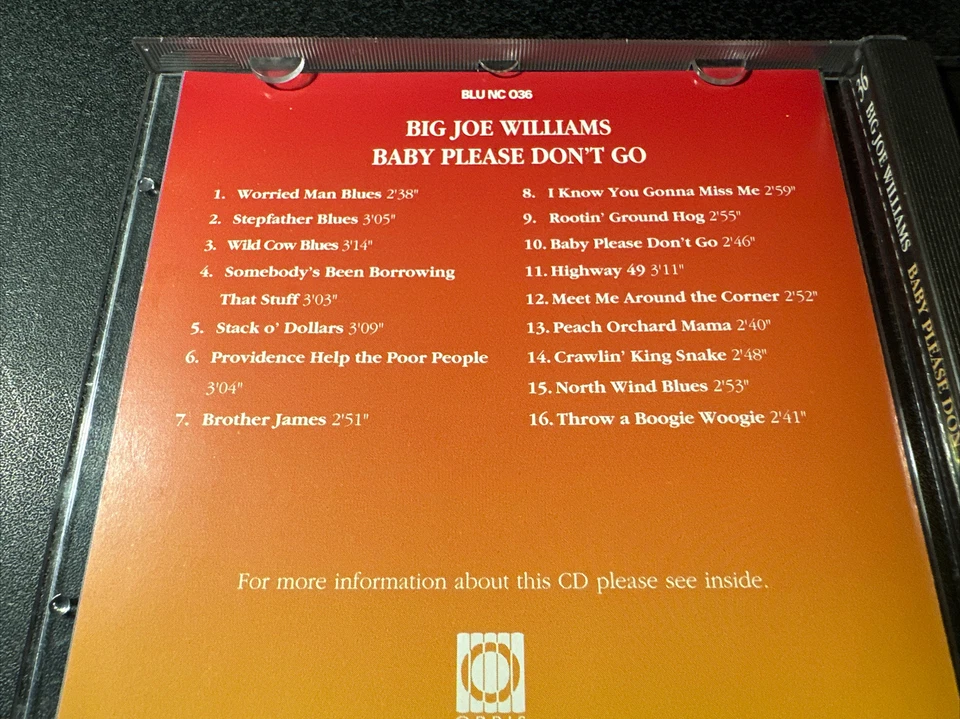 BLU NC 036
BIG JOE WILLIAMS
BABY PLEASE DON'T GO
1. Worried Man Blues 2'38"
2. Stepfather Blues 3'05"
3. Wild Cow Blues 3'14"
4. Somebody's Been Borrowing
That Stuff 3'03"
5. Stack o' Dollars 3'09"
6. Providence Help the Poor People
3'04"
7. Brother James 2'51"
8. I Know You Gonna Miss Me 2'59"
9. Rootin' Ground Hog 2'55"
10. Baby Please Don't Go 2'46"
11. Highway 49 3'11"
12. Meet Me Around the Corner 2'52"
13. Peach Orchard Mama 2'40"
14. Crawlin' King Snake 2'48"
15. North Wind Blues 2'53"
16. Throw a Boogie Woogie 2'41"
For more information about this CD please see inside.
BIG JOE WILLIAMS BABY PLEASE DON'